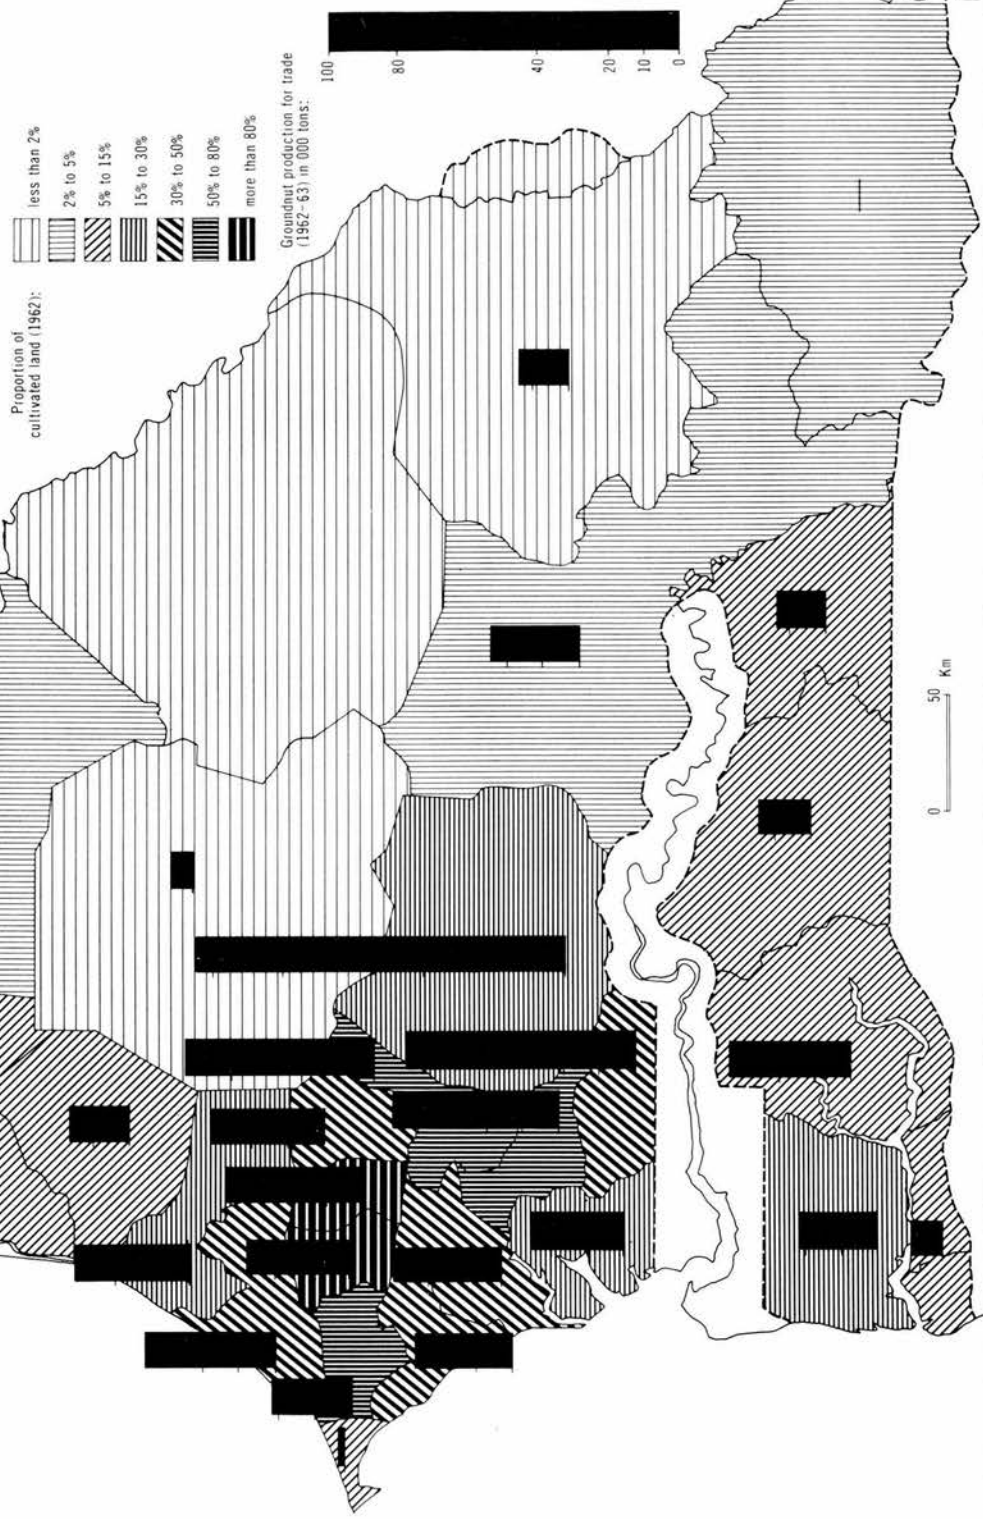 Proportion of
cultivated land (1962):
less than 2%
2% to 5%
5% to 15%
15% to 30%
30% to 50%
50% to 80%
more than 80%
Groundnut production for trade
(1962-63) in 000 tons:
100
80
40
20
10
0
0 50 Km